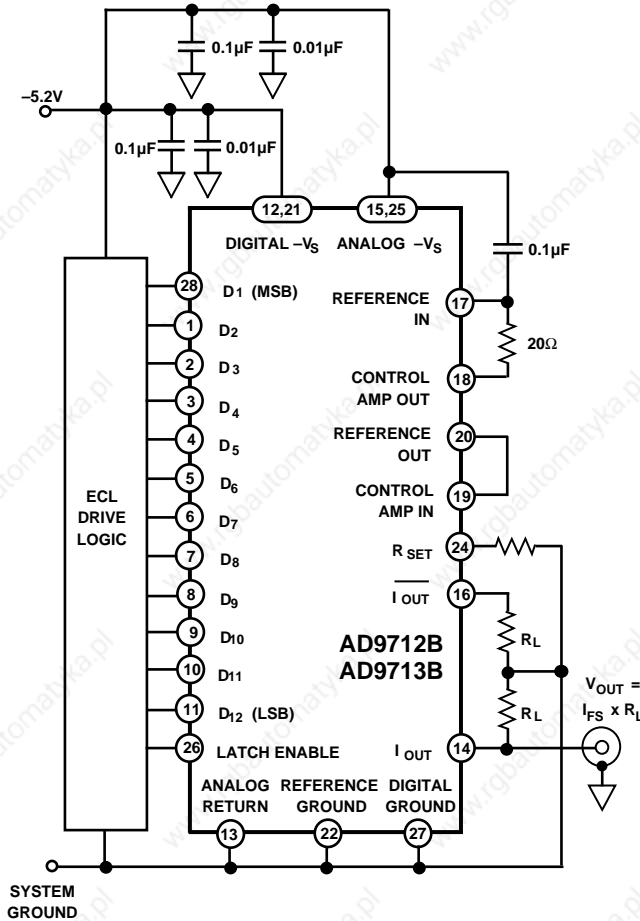 0.1µF
0.01µF
–5.2V
0.1µF
0.01µF
12,21
15,25
DIGITAL –VS
ANALOG –VS
0.1µF
28
D1 (MSB)
REFERENCE
IN
17
1
D2
20Ω
2
D3
CONTROL
AMP OUT
18
3
D4
REFERENCE
OUT
20
4
D5
ECL
DRIVE
LOGIC
5
D6
CONTROL
AMP IN
19
6
D7
7
D8
R SET
24
8
D9
I OUT
16
9
D10
AD9712B
AD9713B
RL
10
D11
VOUT =
IFS x RL
11
D12 (LSB)
RL
26
LATCH ENABLE
I OUT
14
ANALOG
RETURN
REFERENCE
GROUND
DIGITAL
GROUND
13
22
27
SYSTEM
GROUND
www.rgbautomatyka.pl